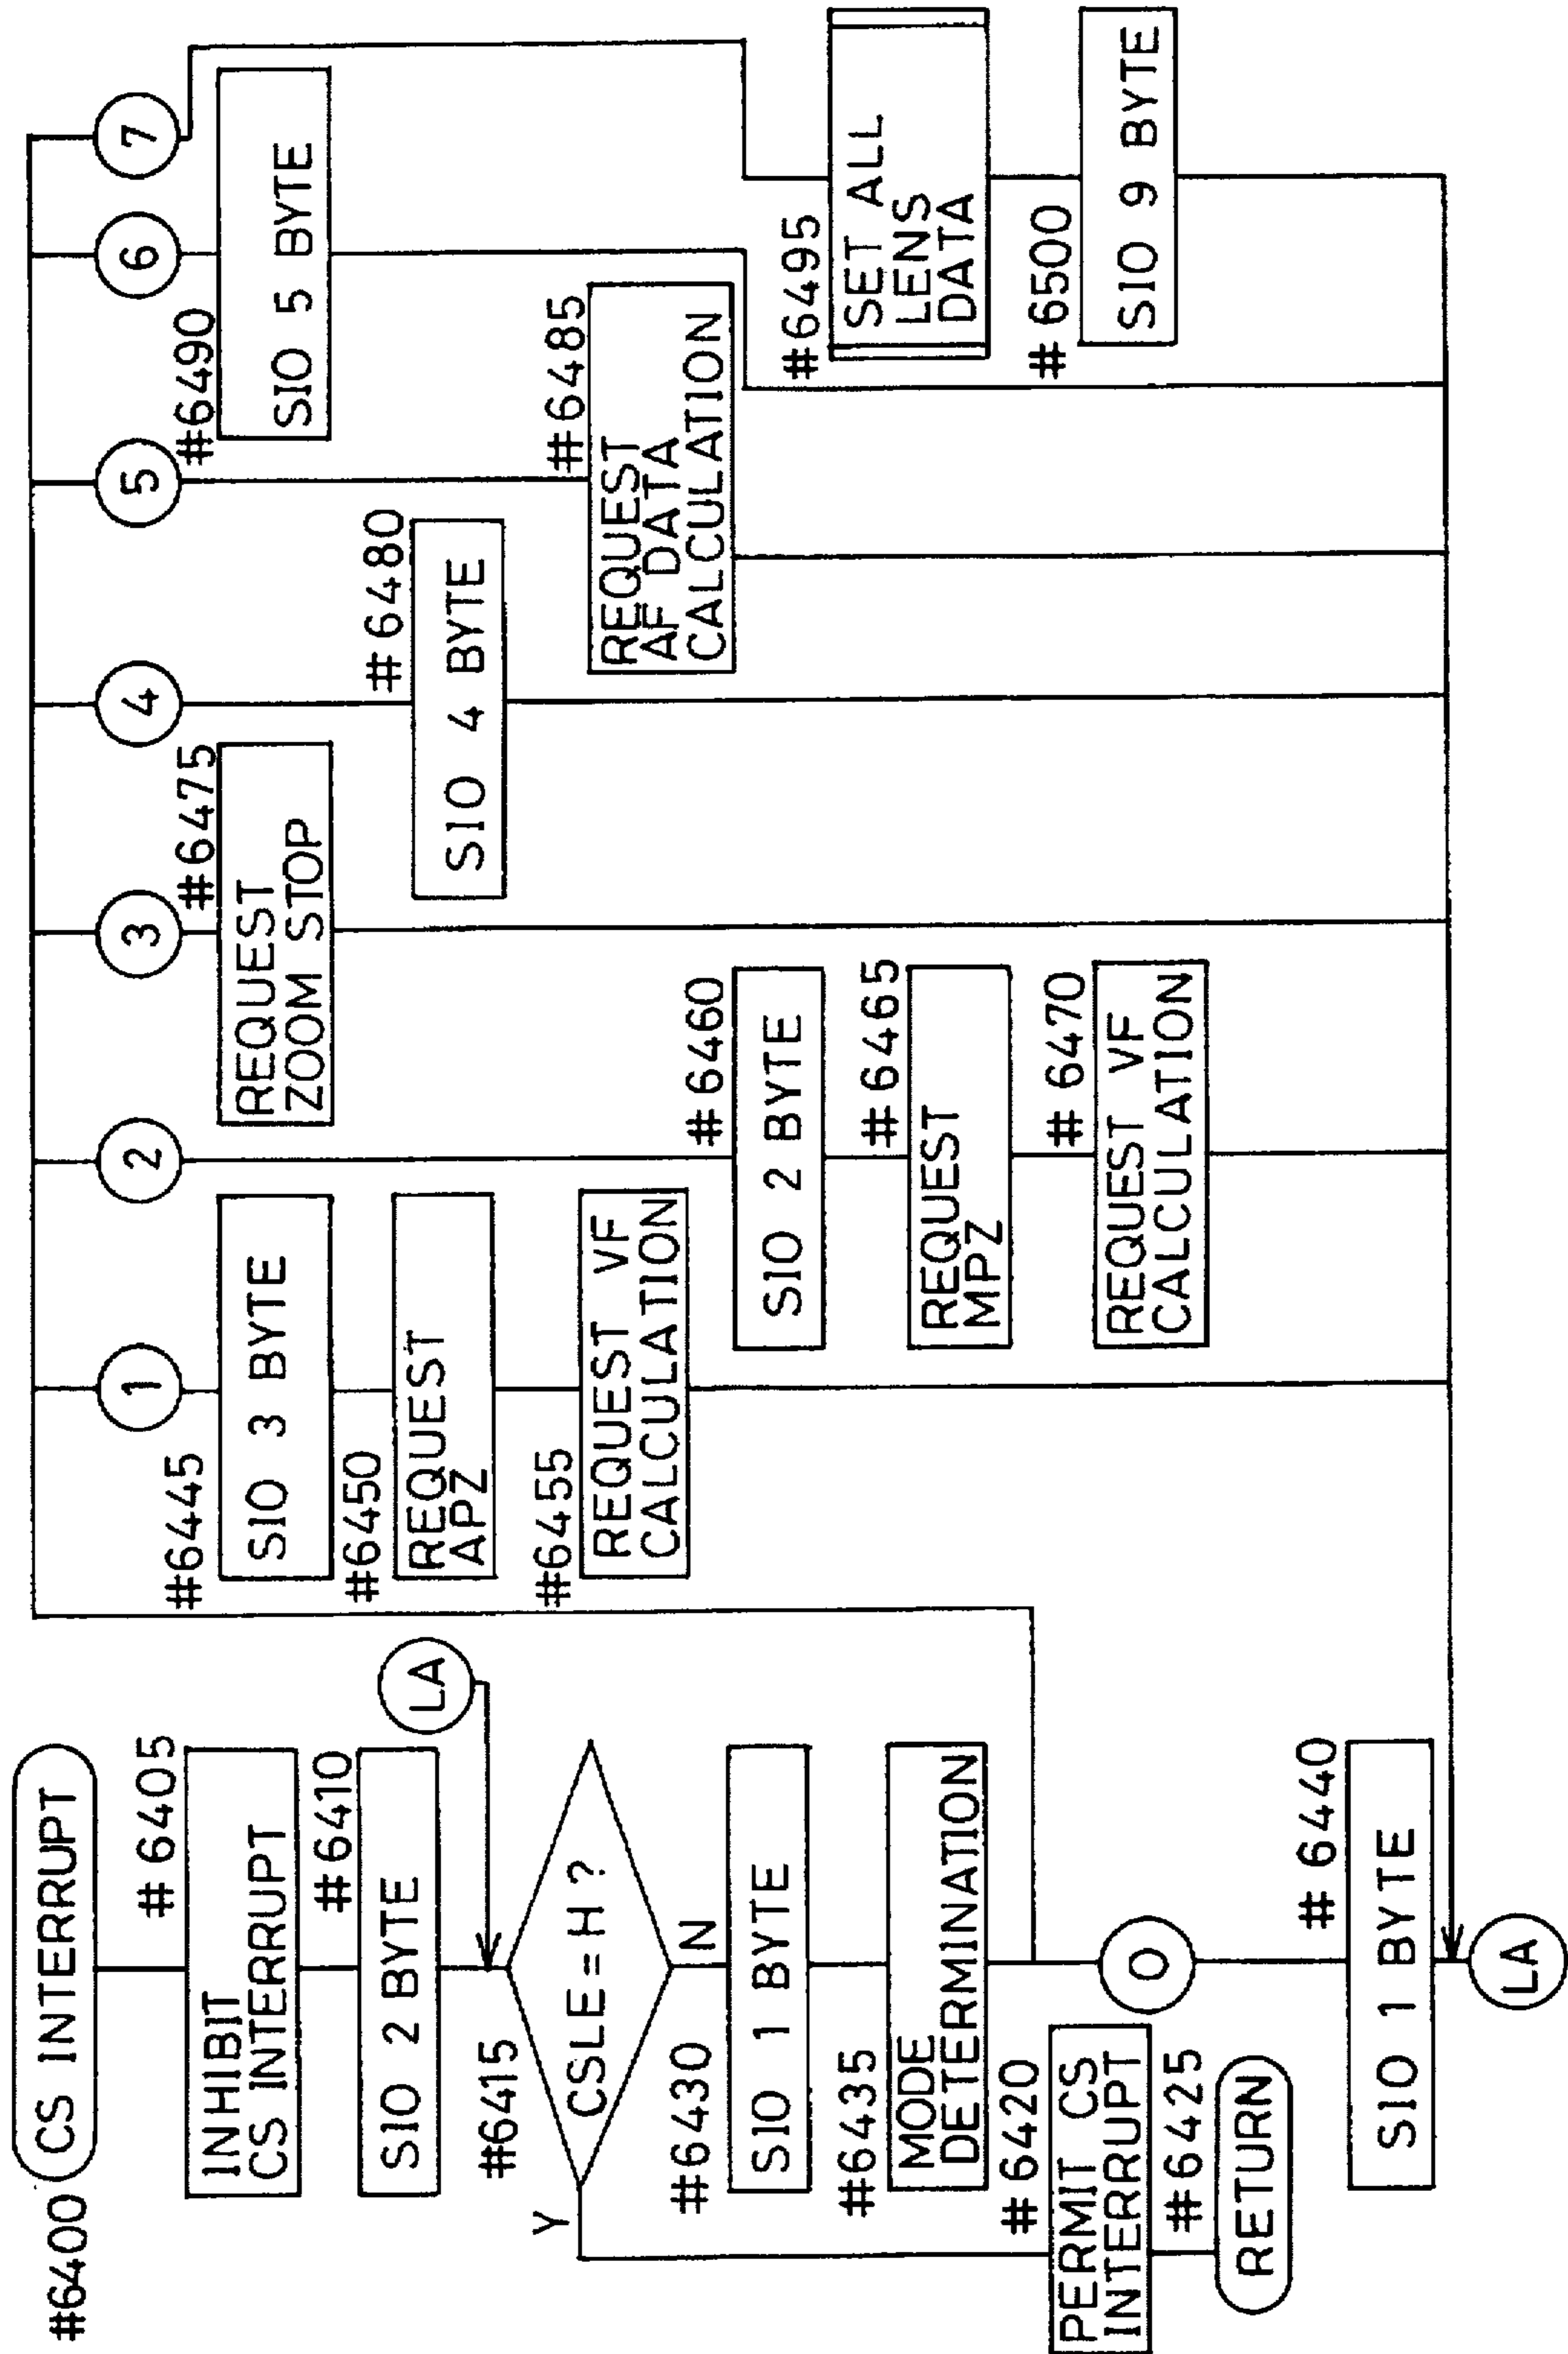 #6400
CS INTERRUPT
#6405
INHIBIT
CS INTERRUPT
#6410
SIO 2 BYTE
LA
#6415
CSLE=H?
Y
N
#6430
SIO 1 BYTE
#6435
MODE
DETERMINATION
#6420
PERMIT CS
INTERRUPT
#6425
RETURN
0
#6440
SIO 1 BYTE
LA
1
#6445
SIO 3 BYTE
#6450
REQUEST
APZ
#6455
REQUEST VF
CALCULATION
2
#6460
SIO 2 BYTE
#6465
REQUEST
MPZ
#6470
REQUEST VF
CALCULATION
3
#6475
REQUEST
ZOOM STOP
4
#6480
SIO 4 BYTE
5
#6485
REQUEST
AF DATA
CALCULATION
6
#6490
SIO 5 BYTE
7
#6495
SET ALL
LENS
DATA
#6500
SIO 9 BYTE